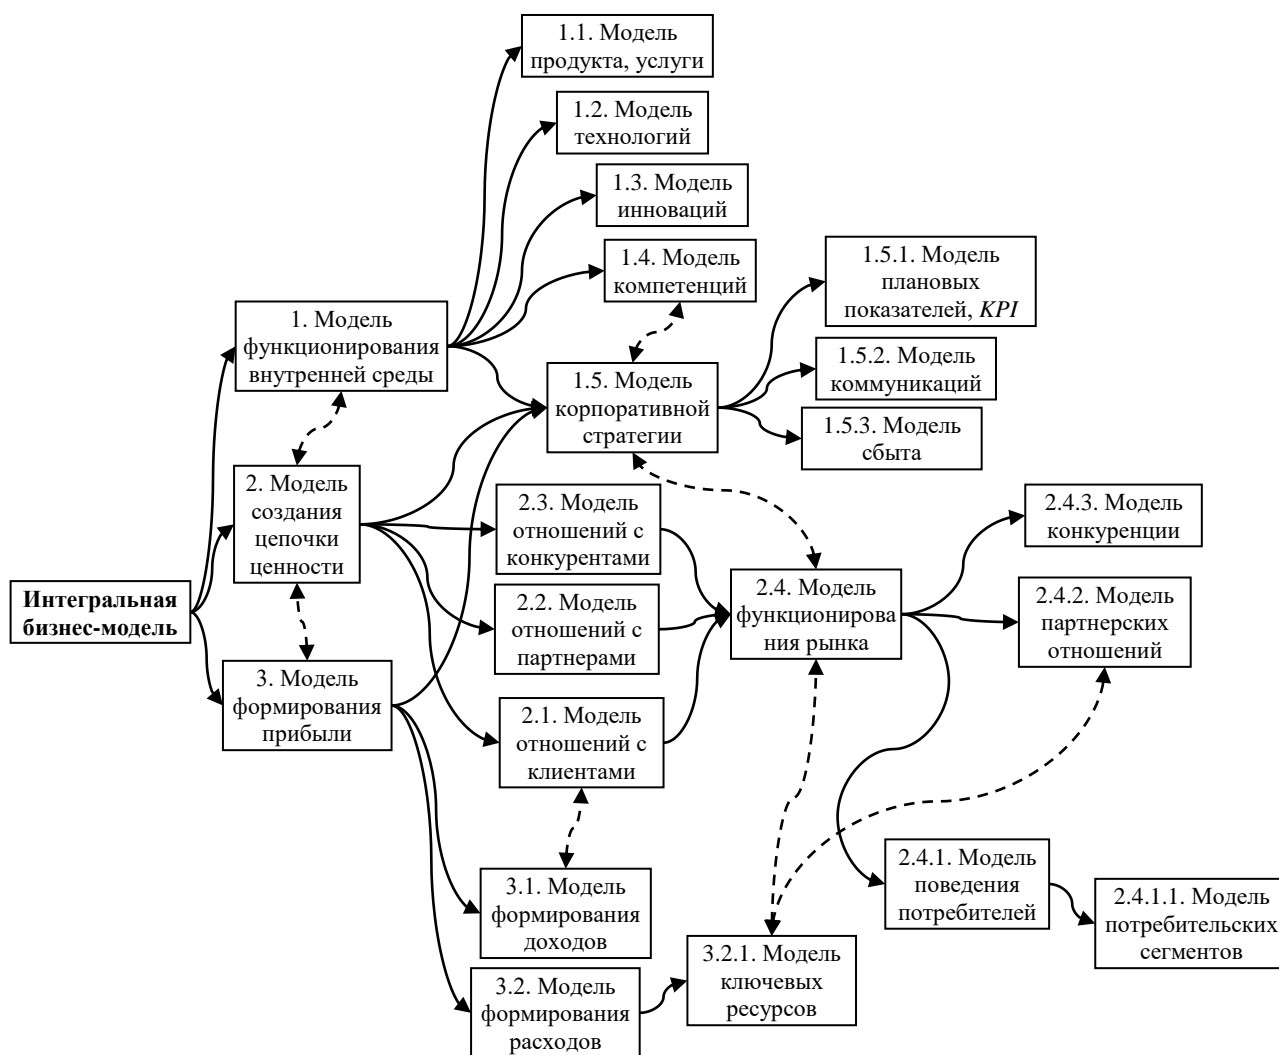 1.1. Модель
продукта, услуги
1.2. Модель
технологий
1.3. Модель
инноваций
1.4. Модель
компетенций
1.5.1. Модель
плановых
показателей, KPI
1. Модель
функционирования
внутренней среды
1.5.2. Модель
коммуникаций
1.5. Модель
корпоративной
стратегии
1.5.3. Модель
сбыта
2. Модель
создания
цепочки
ценности
2.3. Модель
отношений с
конкурентами
2.4.3. Модель
конкуренции
Интегральная
бизнес-модель
2.2. Модель
отношений с
партнерами
2.4. Модель
функционирова
ния рынка
2.4.2. Модель
партнерских
отношений
3. Модель
формирования
прибыли
2.1. Модель
отношений с
клиентами
2.4.1. Модель
поведения
потребителей
2.4.1.1. Модель
потребительских
сегментов
3.1. Модель
формирования
доходов
3.2.1. Модель
ключевых
ресурсов
3.2. Модель
формирования
расходов